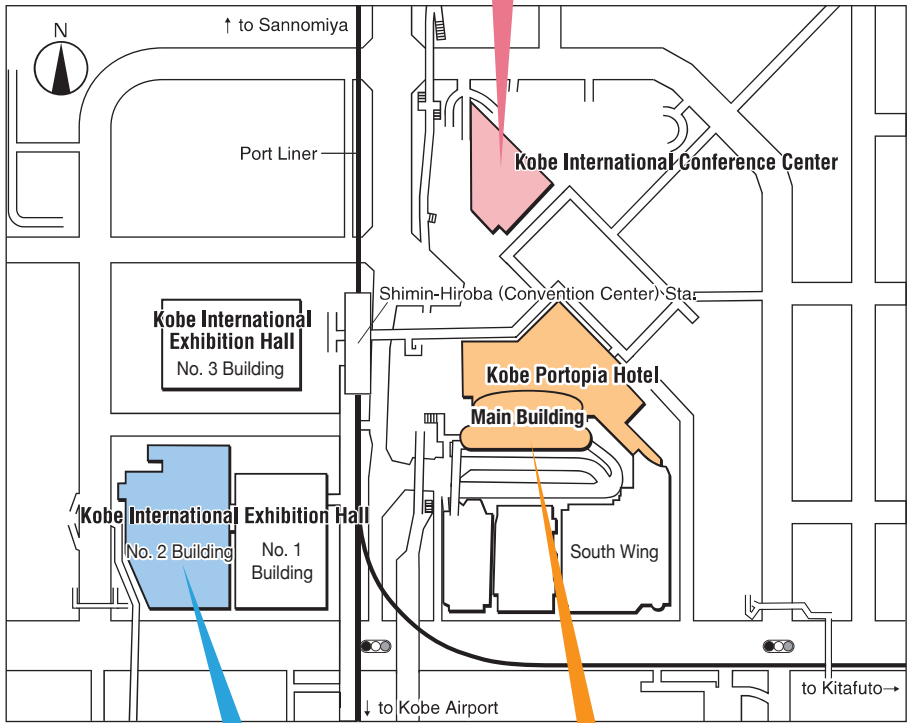 N
↑ to Sannomiya
Port Liner
Kobe International Conference Center
Shimin-Hiroba (Convention Center) Sta.
Kobe International
Exhibition Hall
No. 3 Building
Kobe Portopia Hotel
Main Building
Kobe International Exhibition Hall
No. 2 Building
No. 1
Building
South Wing
to Kitafuto→
↓ to Kobe Airport